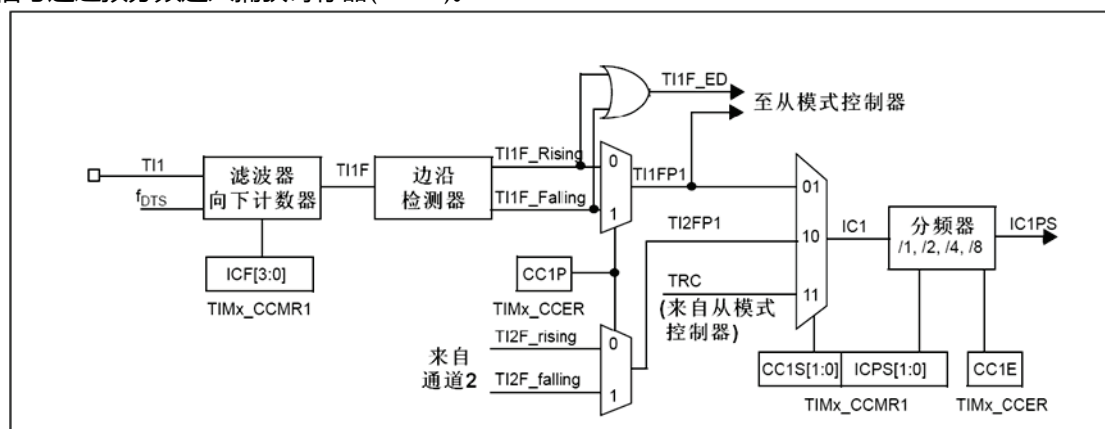 TI1F_ED
至从模式控制器
TI1
f_DTS
滤波器
向下计数器
TI1F
边沿
检测器
TI1F_Rising
TI1F_Falling
0
1
TI1FP1
TI2FP1
TRC
(来自从模式
控制器)
01
10
11
IC1
分频器
/1, /2, /4, /8
IC1PS
ICF[3:0]
TIMx_CCMR1
CC1P
TIMx_CCER
来自
通道2
TI2F_rising
TI2F_falling
0
1
CC1S[1:0]
ICPS[1:0]
TIMx_CCMR1
CC1E
TIMx_CCER